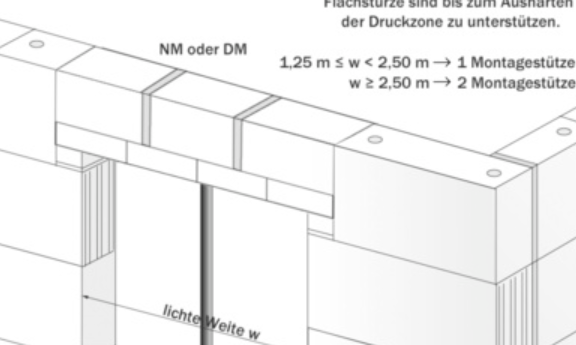 Flachstürze sind bis zum Aushärten
der Druckzone zu unterstützen.
NM oder DM
1,25 m ≤ w < 2,50 m → 1 Montagestütze
w ≥ 2,50 m → 2 Montagestütze
lichte Weite w